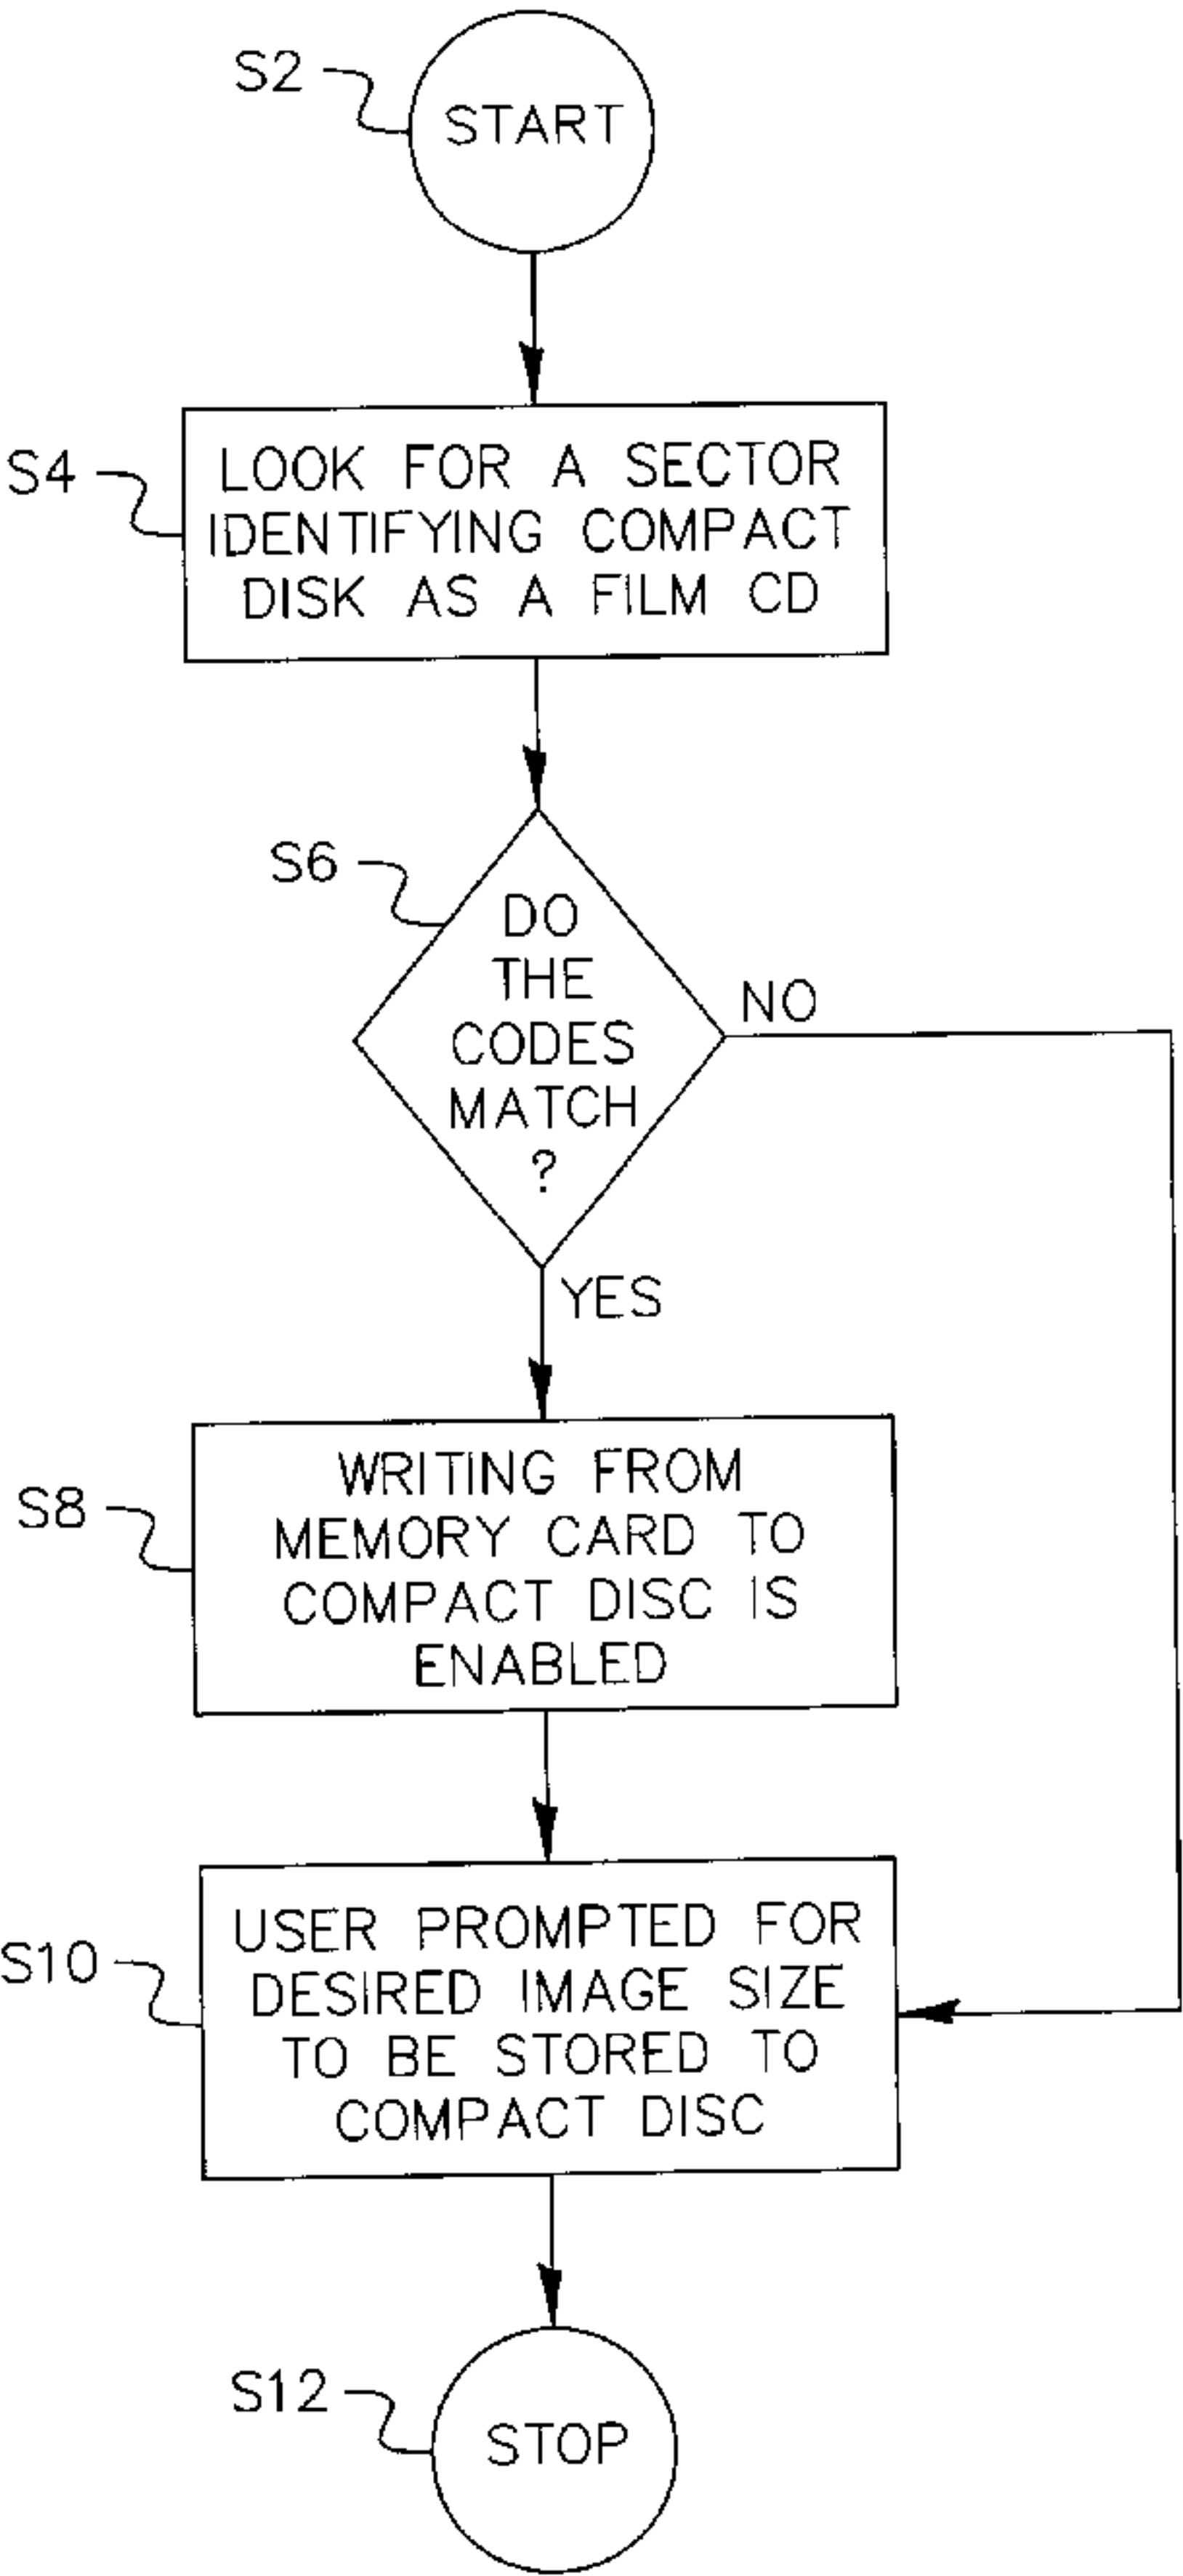 S2
START
S4
LOOK FOR A SECTOR
IDENTIFYING COMPACT
DISK AS A FILM CD
S6
DO
THE
CODES
MATCH
?
NO
YES
S8
WRITING FROM
MEMORY CARD TO
COMPACT DISC IS
ENABLED
S10
USER PROMPTED FOR
DESIRED IMAGE SIZE
TO BE STORED TO
COMPACT DISC
S12
STOP